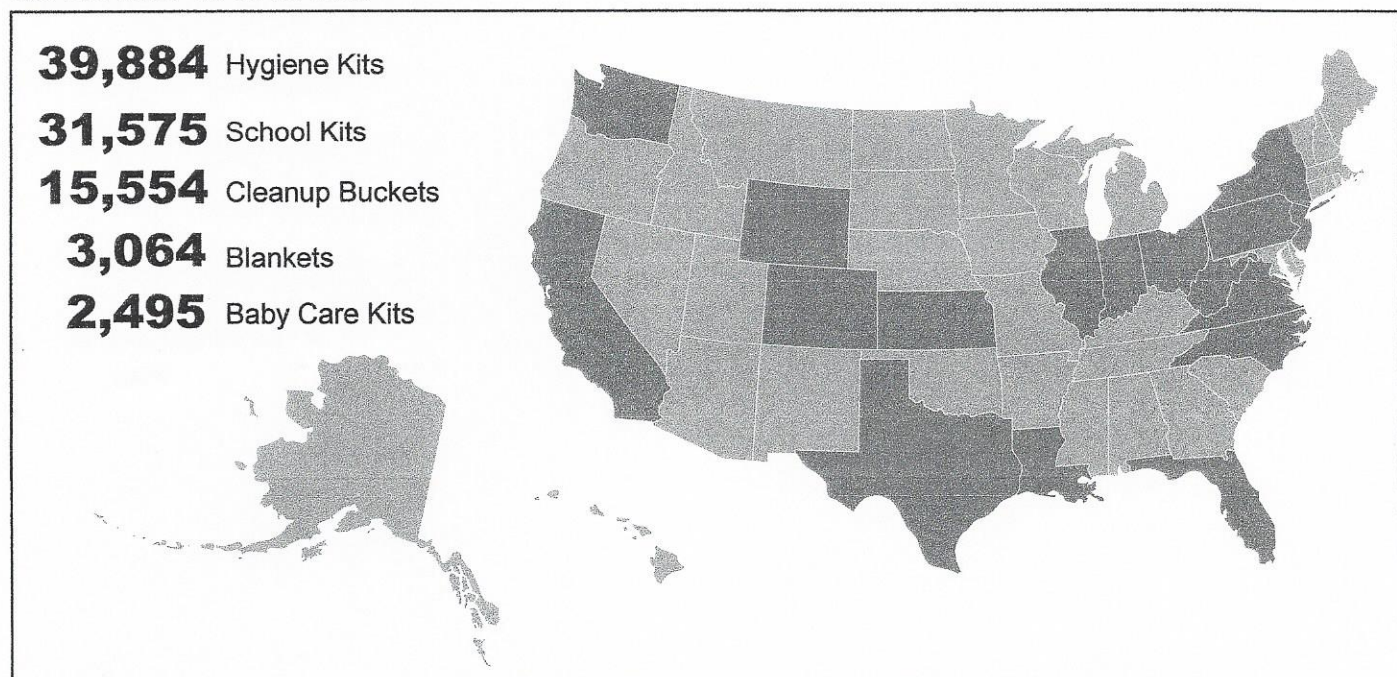 39,884 Hygiene Kits
31,575 School Kits
15,554 Cleanup Buckets
3,064 Blankets
2,495 Baby Care Kits